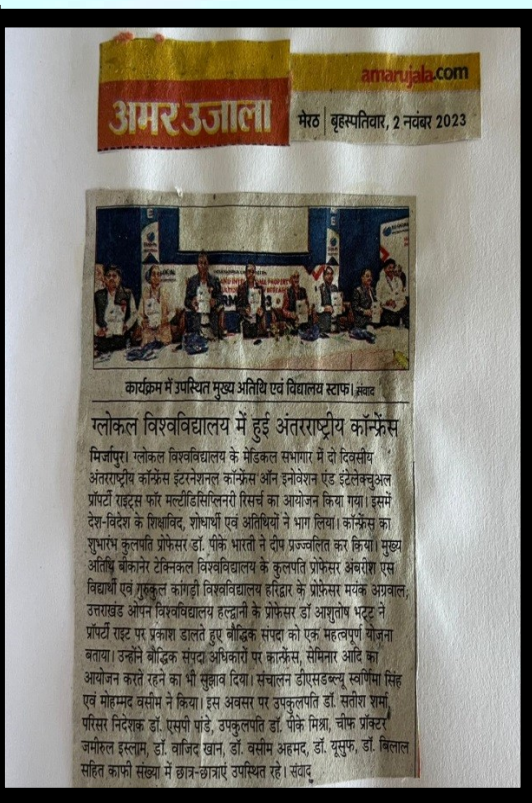 अमर उजाला
amarujala.com
मेरठ | बृहस्पतिवार, 2 नवंबर 2023
कार्यक्रम में उपस्थित मुख्य अतिथि एवं विद्यालय स्टाफ। संवाद
ग्लोकल विश्वविद्यालय में हुई अंतरराष्ट्रीय कॉन्फ्रेंस
मिर्जापुर। ग्लोकल विश्वविद्यालय के मेडिकल सभागार में दो दिवसीय
अंतरराष्ट्रीय कॉन्फ्रेंस इंटरनेशनल कॉन्फ्रेंस ऑन इनोवेशन एंड इंटेलेक्चुअल
प्रॉपर्टी राइट्स फॉर मल्टीडिसिप्लिनरी रिसर्च का आयोजन किया गया। इसमें
देश-विदेश के शिक्षाविद, शोधार्थी एवं अतिथियों ने भाग लिया। कॉन्फ्रेंस का
शुभारंभ कुलपति प्रोफेसर डॉ. पीके भारती ने दीप प्रज्ज्वलित कर किया। मुख्य
अतिथि बीकानेर टेक्निकल विश्वविद्यालय के कुलपति प्रोफेसर अंबरीश एस
विद्यार्थी एवं गुरुकुल कांगड़ी विश्वविद्यालय हरिद्वार के प्रोफेसर मयंक अग्रवाल,
उत्तराखंड ओपन विश्वविद्यालय हल्द्वानी के प्रोफेसर डॉ आशुतोष भट्ट ने
प्रॉपर्टी राइट पर प्रकाश डालते हुए बौद्धिक संपदा को एक महत्वपूर्ण योजना
बताया। उन्होंने बौद्धिक संपदा अधिकारों पर कान्फ्रेंस, सेमिनार आदि का
आयोजन करते रहने का भी सुझाव दिया। संचालन डीएसडब्ल्यू स्वर्णिमा सिंह
एवं मोहम्मद वसीम ने किया। इस अवसर पर उपकुलपति डॉ. सतीश शर्मा,
परिसर निदेशक डॉ. एसपी पांडे, उपकुलपति डॉ. पीके मिश्रा, चीफ प्रॉक्टर
जमीरुल इस्लाम, डॉ. वाजिद खान, डॉ. वसीम अहमद, डॉ. यूसुफ, डॉ. बिलाल
सहित काफी संख्या में छात्र-छात्राएं उपस्थित रहे। संवाद